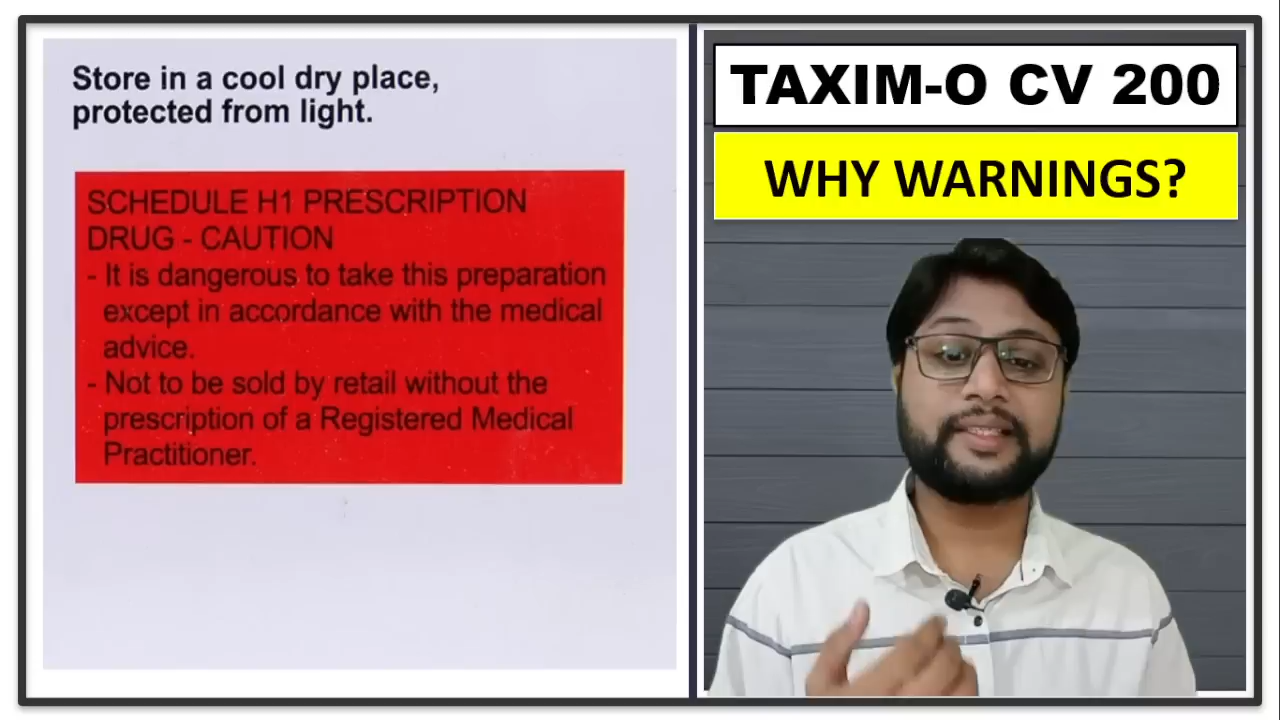 Store in a cool dry place,
protected from light.
SCHEDULE H1 PRESCRIPTION
DRUG - CAUTION
- It is dangerous to take this preparation
except in accordance with the medical
advice.
- Not to be sold by retail without the
prescription of a Registered Medical
Practitioner.
TAXIM-O CV 200
WHY WARNINGS?